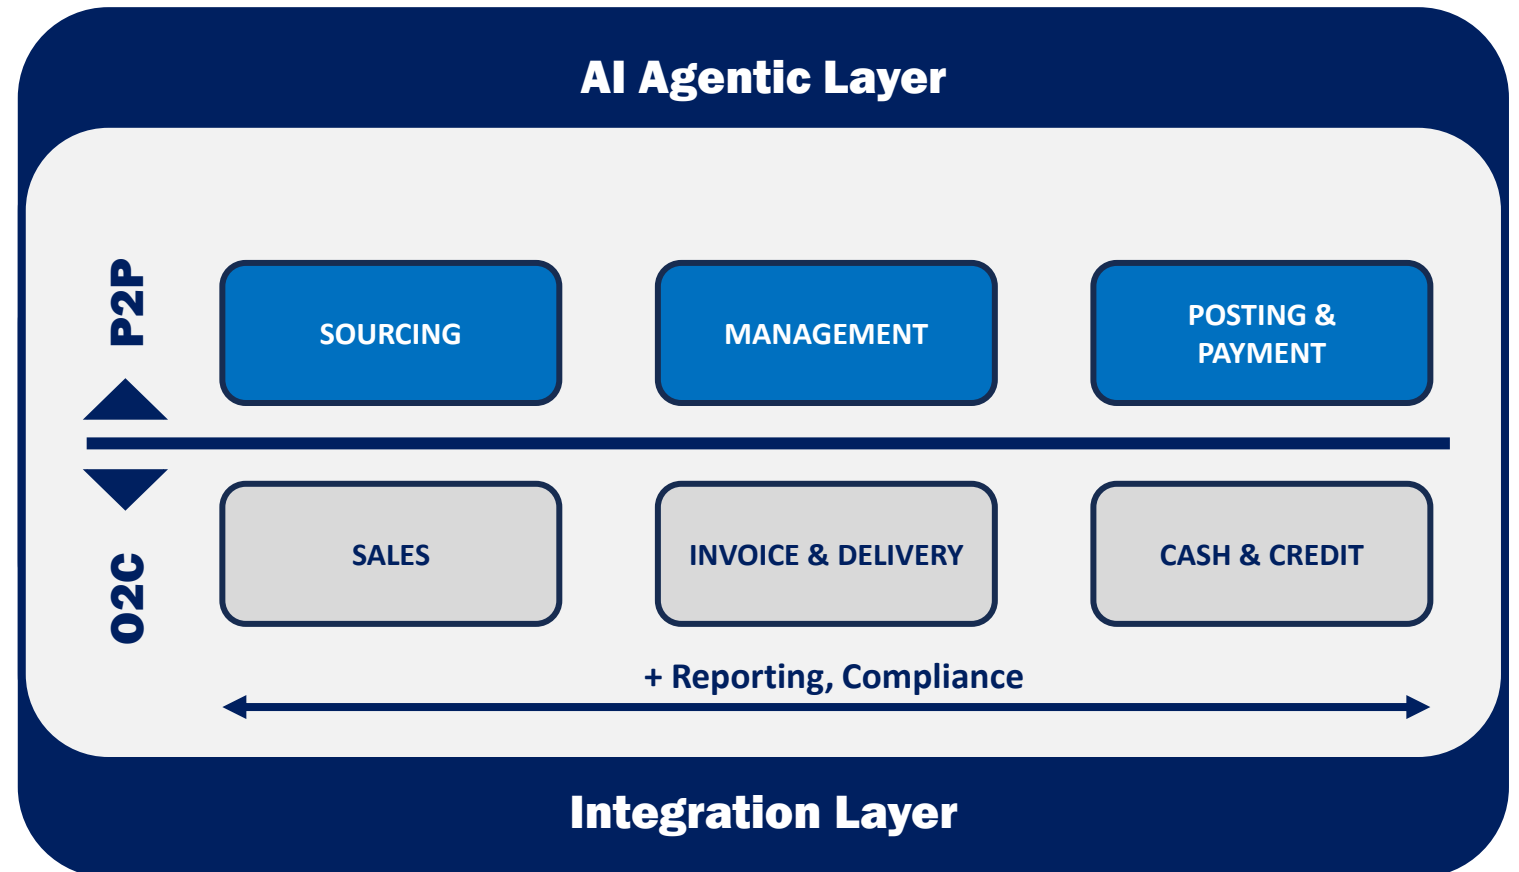 AI Agentic Layer
P2P
SOURCING
MANAGEMENT
POSTING &
PAYMENT
O2C
SALES
INVOICE & DELIVERY
CASH & CREDIT
+ Reporting, Compliance
Integration Layer